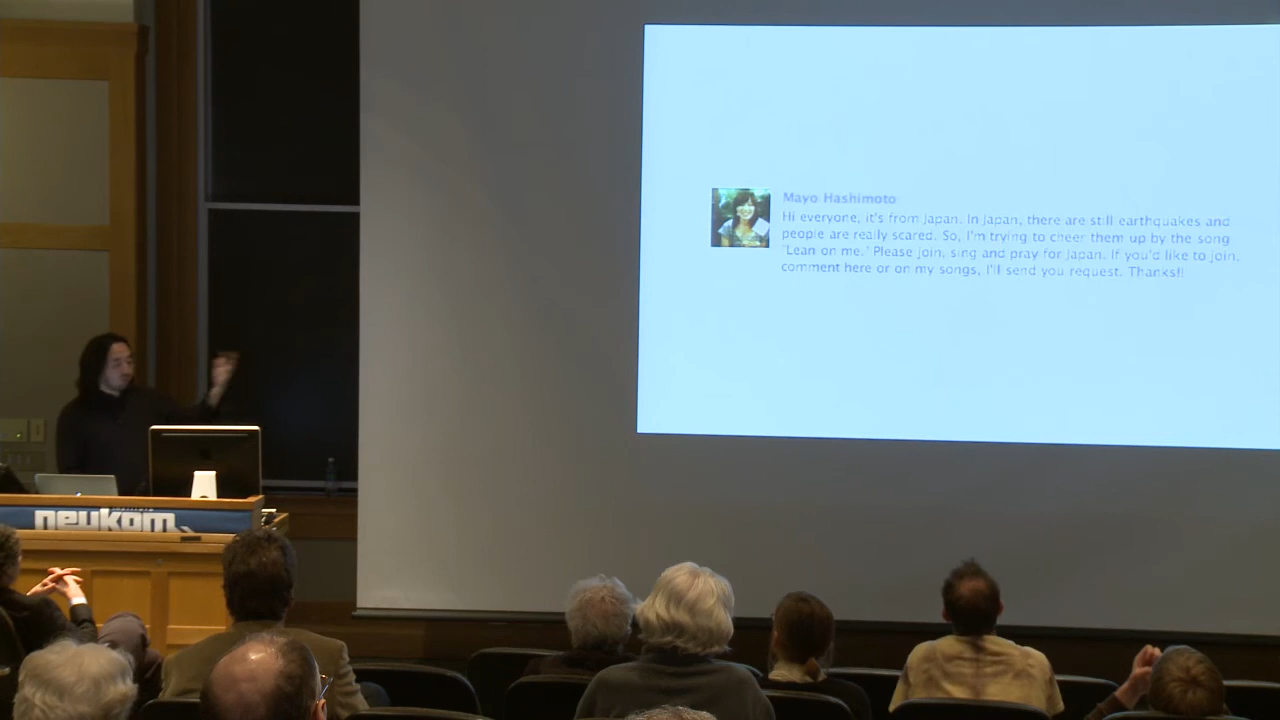 Mayo Hashimoto
Hi everyone, it's from Japan. In Japan, there are still earthquakes and
people are really scared. So, I'm trying to cheer them up by the song
"Lean on me." Please join, sing and pray for Japan. If you'd like to join,
comment here or on my songs, I'll send you request. Thanks!!
institute
neukom